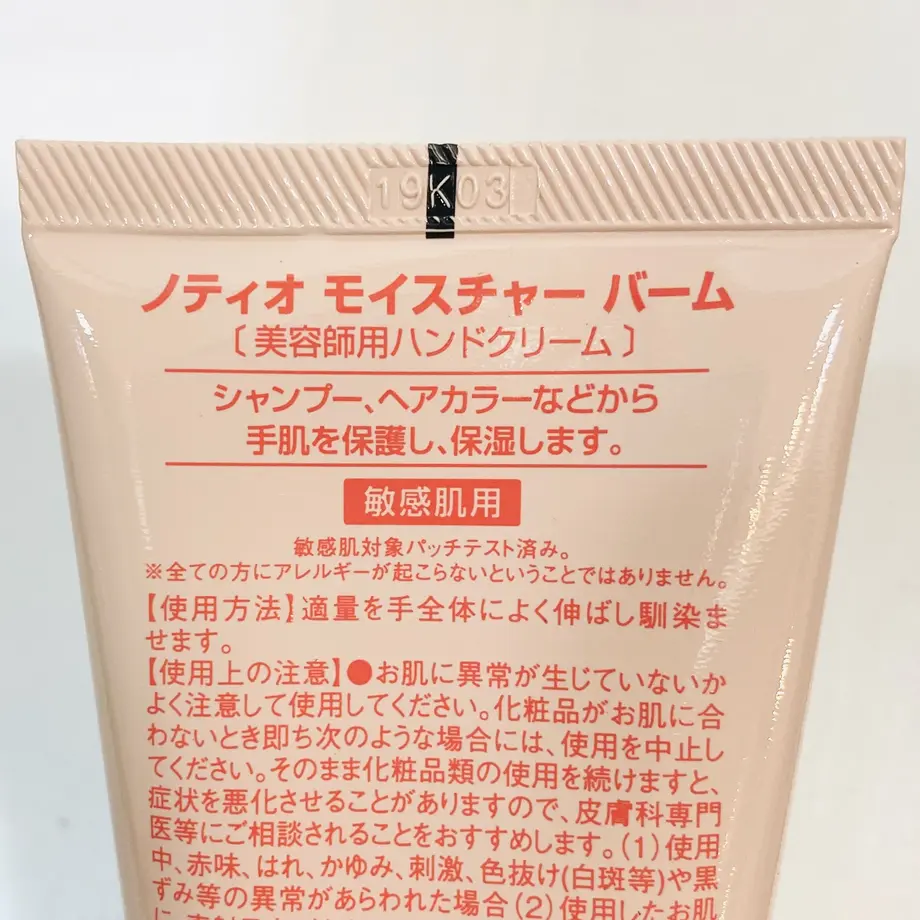 19K03
ノティオ モイスチャー バーム
〔美容師用ハンドクリーム〕
シャンプー、ヘアカラーなどから
手肌を保護し、保湿します。
敏感肌用
敏感肌対象パッチテスト済み。
※全ての方にアレルギーが起こらないということではありません。
【使用方法】適量を手全体によく伸ばし馴染ま
せます。
【使用上の注意】●お肌に異常が生じていないか
よく注意して使用してください。化粧品がお肌に合
わないとき即ち次のような場合には、使用を中止し
てください。そのまま化粧品類の使用を続けますと、
症状を悪化させることがありますので、皮膚科専門
医等にご相談されることをおすすめします。(1)使用
中、赤味、はれ、かゆみ、刺激、色抜け(白斑等)や黒
ずみ等の異常があらわれた場合(2)使用したお肌